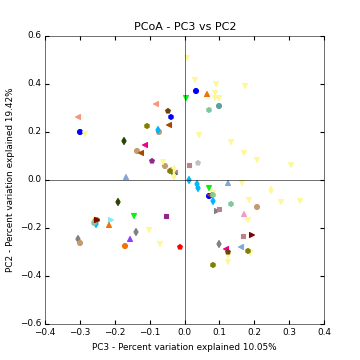 PCoA - PC3 vs PC2
0.6
0.4
0.2
0.0
−0.2
−0.4
−0.6
PC2 - Percent variation explained 19.42%
−0.4 −0.3 −0.2 −0.1 0.0 0.1 0.2 0.3 0.4
PC3 - Percent variation explained 10.05%